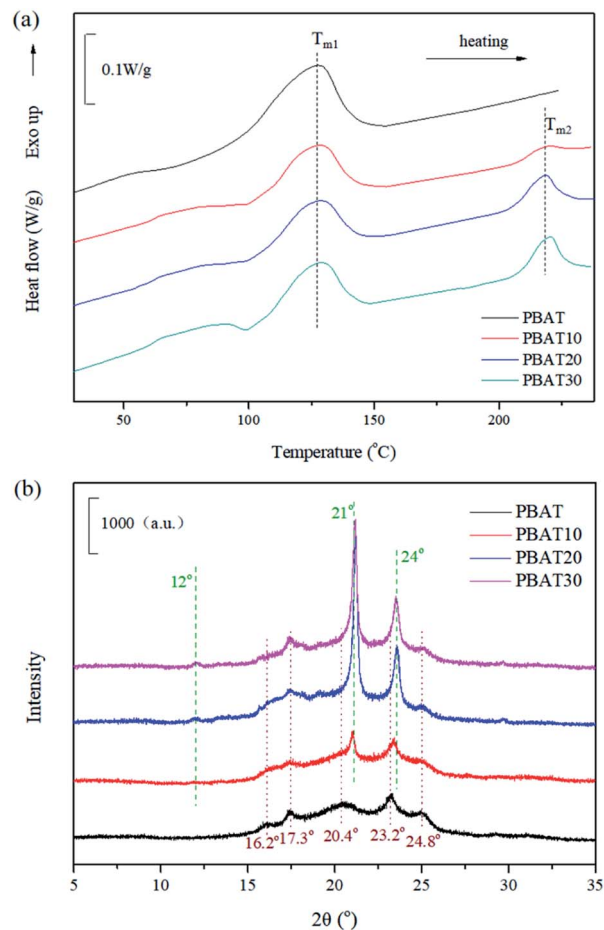 (a)
0.1W/g
Tm1
heating
Tm2
Exo up
Heat flow (W/g)
PBAT
PBAT10
PBAT20
PBAT30
50 100 150 200
Temperature (°C)
(b)
1000 (a.u.)
21°
24°
12°
PBAT
PBAT10
PBAT20
PBAT30
Intensity
16.2° 17.3° 20.4° 23.2° 24.8°
5 10 15 20 25 30 35
2θ (°)